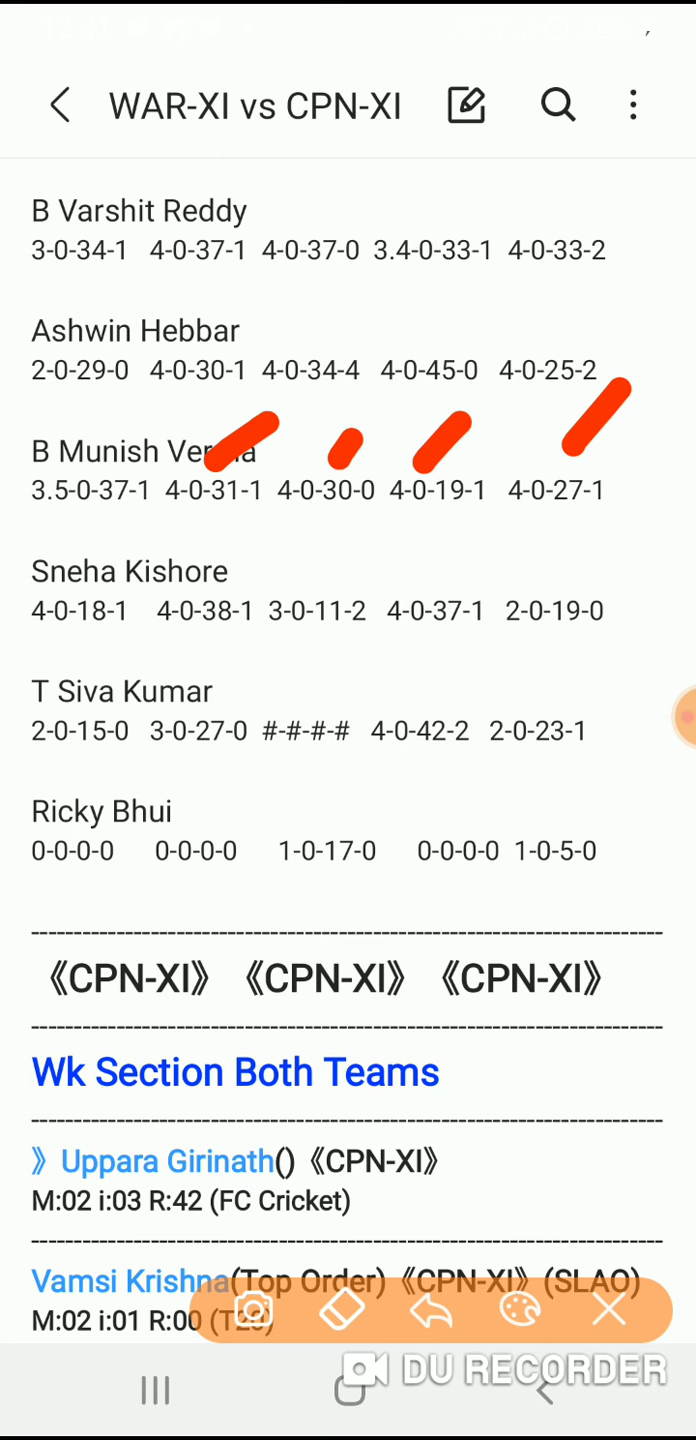 WAR-XI vs CPN-XI
B Varshit Reddy
3-0-34-1 4-0-37-1 4-0-37-0 3.4-0-33-1 4-0-33-2
Ashwin Hebbar
2-0-29-0 4-0-30-1 4-0-34-4 4-0-45-0 4-0-25-2
B Munish Verma
3.5-0-37-1 4-0-31-1 4-0-30-0 4-0-19-1 4-0-27-1
Sneha Kishore
4-0-18-1 4-0-38-1 3-0-11-2 4-0-37-1 2-0-19-0
T Siva Kumar
2-0-15-0 3-0-27-0 #-#-#-# 4-0-42-2 2-0-23-1
Ricky Bhui
0-0-0-0 0-0-0-0 1-0-17-0 0-0-0-0 1-0-5-0
《CPN-XI》 《CPN-XI》 《CPN-XI》
Wk Section Both Teams
》Uppara Girinath() 《CPN-XI》
M:02 i:03 R:42 (FC Cricket)
Vamsi Krishna(Top Order) 《CPN-XI》 (SLAO)
M:02 i:01 R:00
DU RECORDER